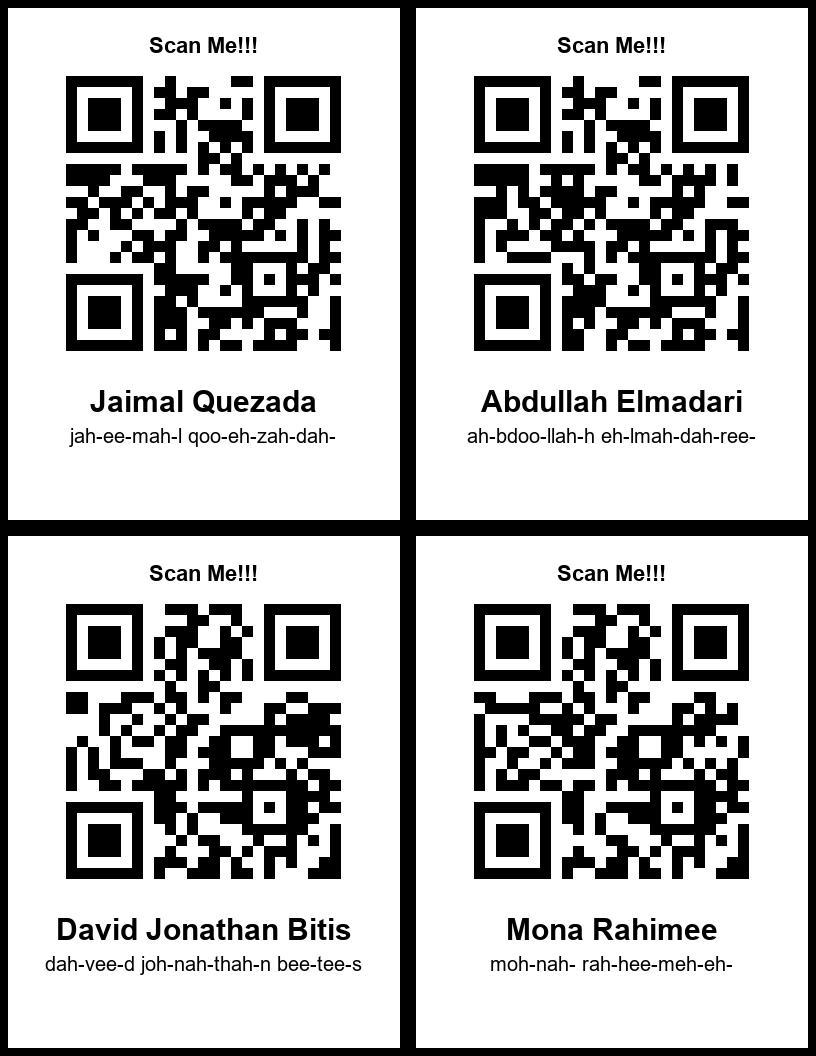 Scan Me!!!
Jaimal Quezada
jah-ee-mah-l qoo-eh-zah-dah-
Scan Me!!!
Abdullah Elmadari
ah-bdoo-llah-h eh-lmah-dah-ree-
Scan Me!!!
David Jonathan Bitis
dah-vee-d joh-nah-thah-n bee-tee-s
Scan Me!!!
Mona Rahimee
moh-nah- rah-hee-meh-eh-